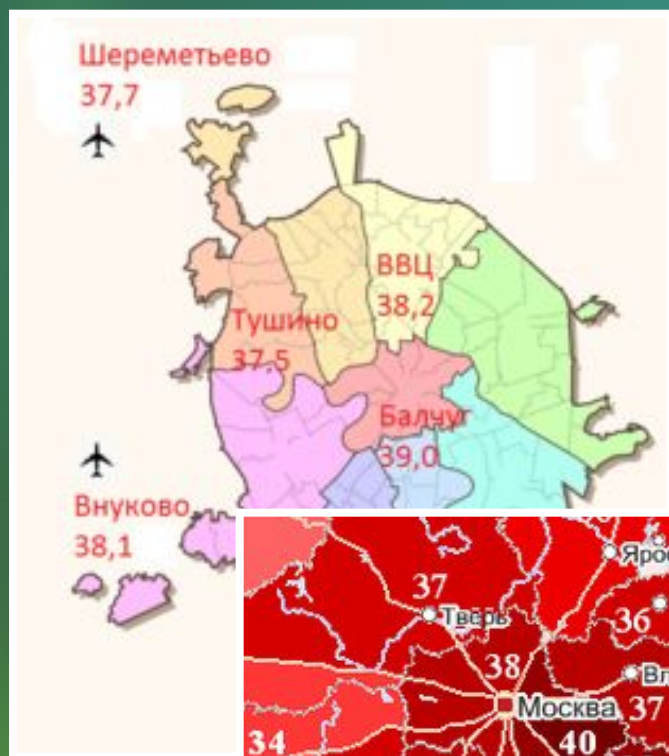 Шереметьево
37,7
ВВЦ
38,2
Тушино
37,5
Балчуг
39,0
Внуково
38,1
37
Тверь
36
38
Москва
37
34
40